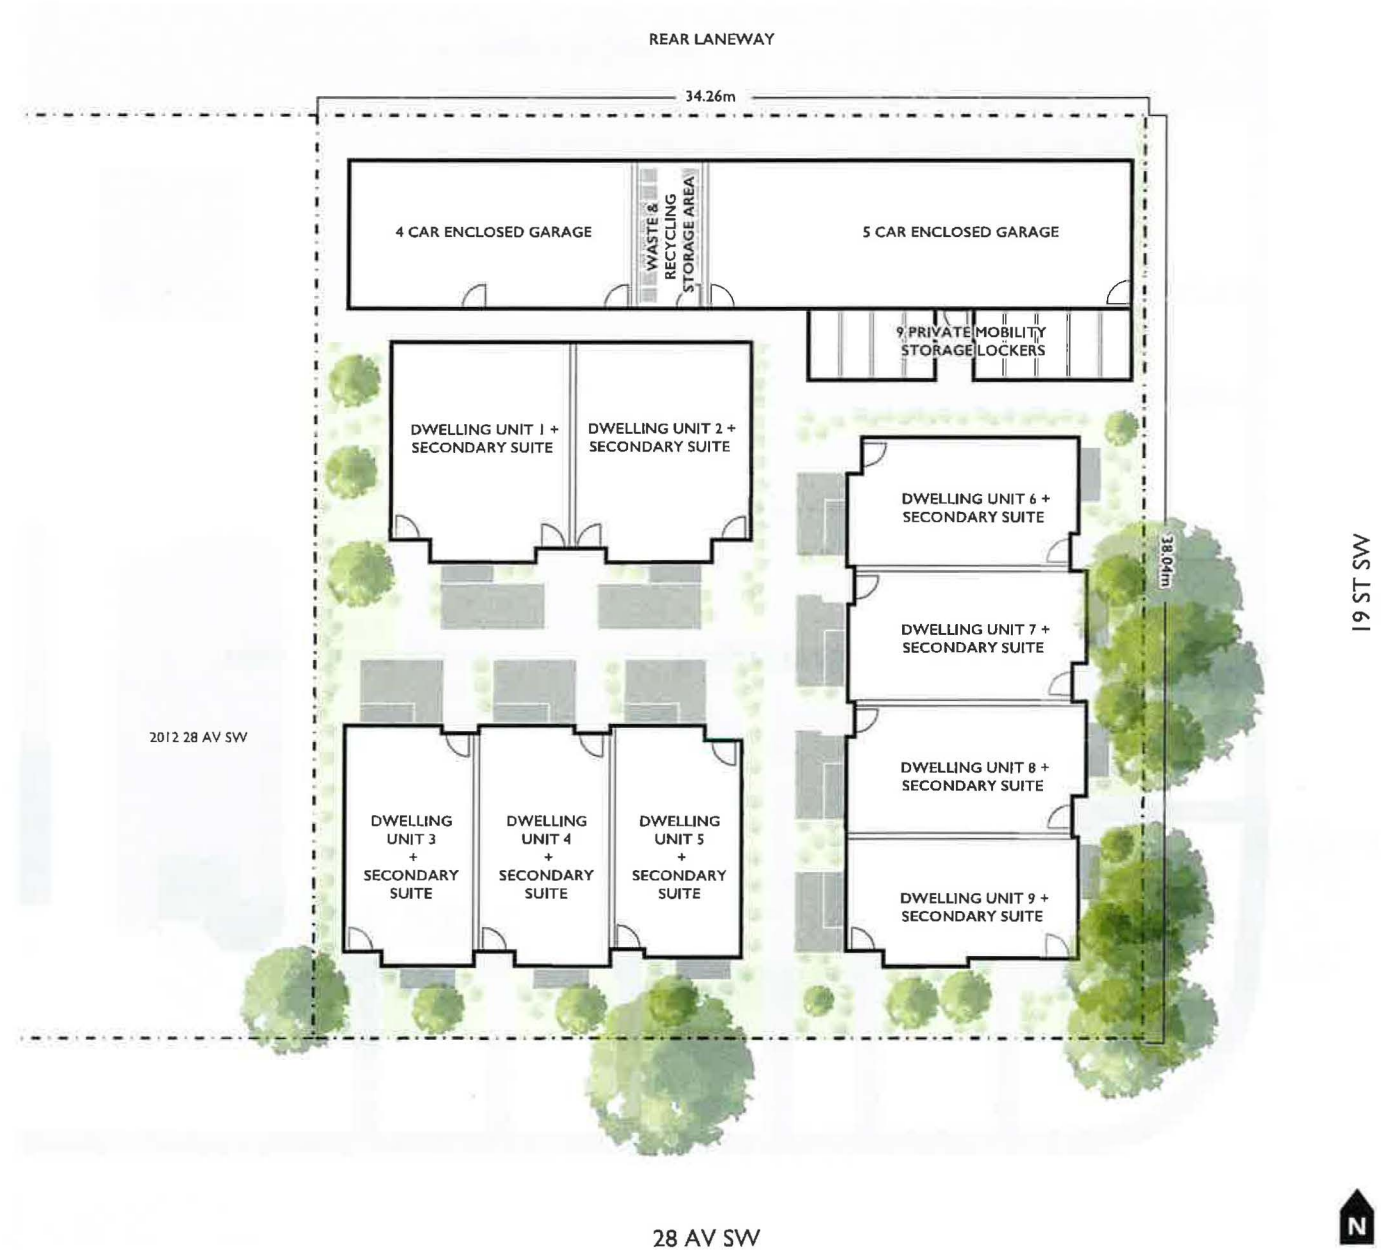 REAR LANEWAY
34.26m
4 CAR ENCLOSED GARAGE
WASTE &
RECYCLING
STORAGE AREA
5 CAR ENCLOSED GARAGE
9 PRIVATE MOBILITY
STORAGE LOCKERS
DWELLING UNIT 1 +
SECONDARY SUITE
DWELLING UNIT 2 +
SECONDARY SUITE
DWELLING UNIT 6 +
SECONDARY SUITE
38.04m
19 ST SW
DWELLING UNIT 7 +
SECONDARY SUITE
2012 28 AV SW
DWELLING UNIT 8 +
SECONDARY SUITE
DWELLING
UNIT 3
+
SECONDARY
SUITE
DWELLING
UNIT 4
+
SECONDARY
SUITE
DWELLING
UNIT 5
+
SECONDARY
SUITE
DWELLING UNIT 9 +
SECONDARY SUITE
28 AV SW
N